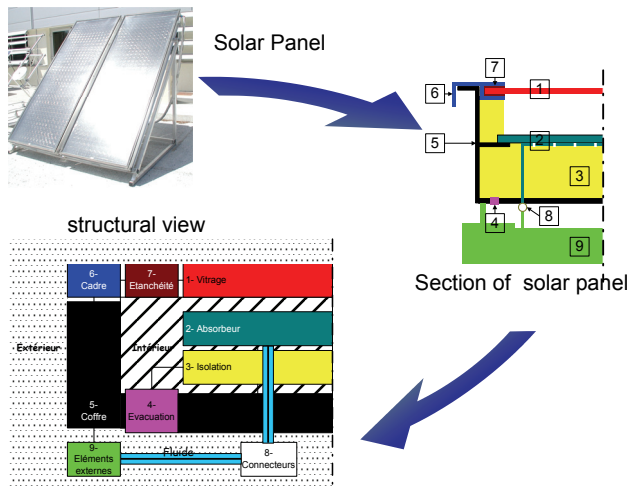 Solar Panel
7
6
1
5
2
3
4
8
9
Section of solar panel
structural view
6-
Cadre
7-
Etanchéité
1- Vitrage
2- Absorbeur
Extérieur
Intérieur
3- Isolation
5-
Coffre
4-
Evacuation
9-
Eléments
externes
Fluide
8-
Connecteurs